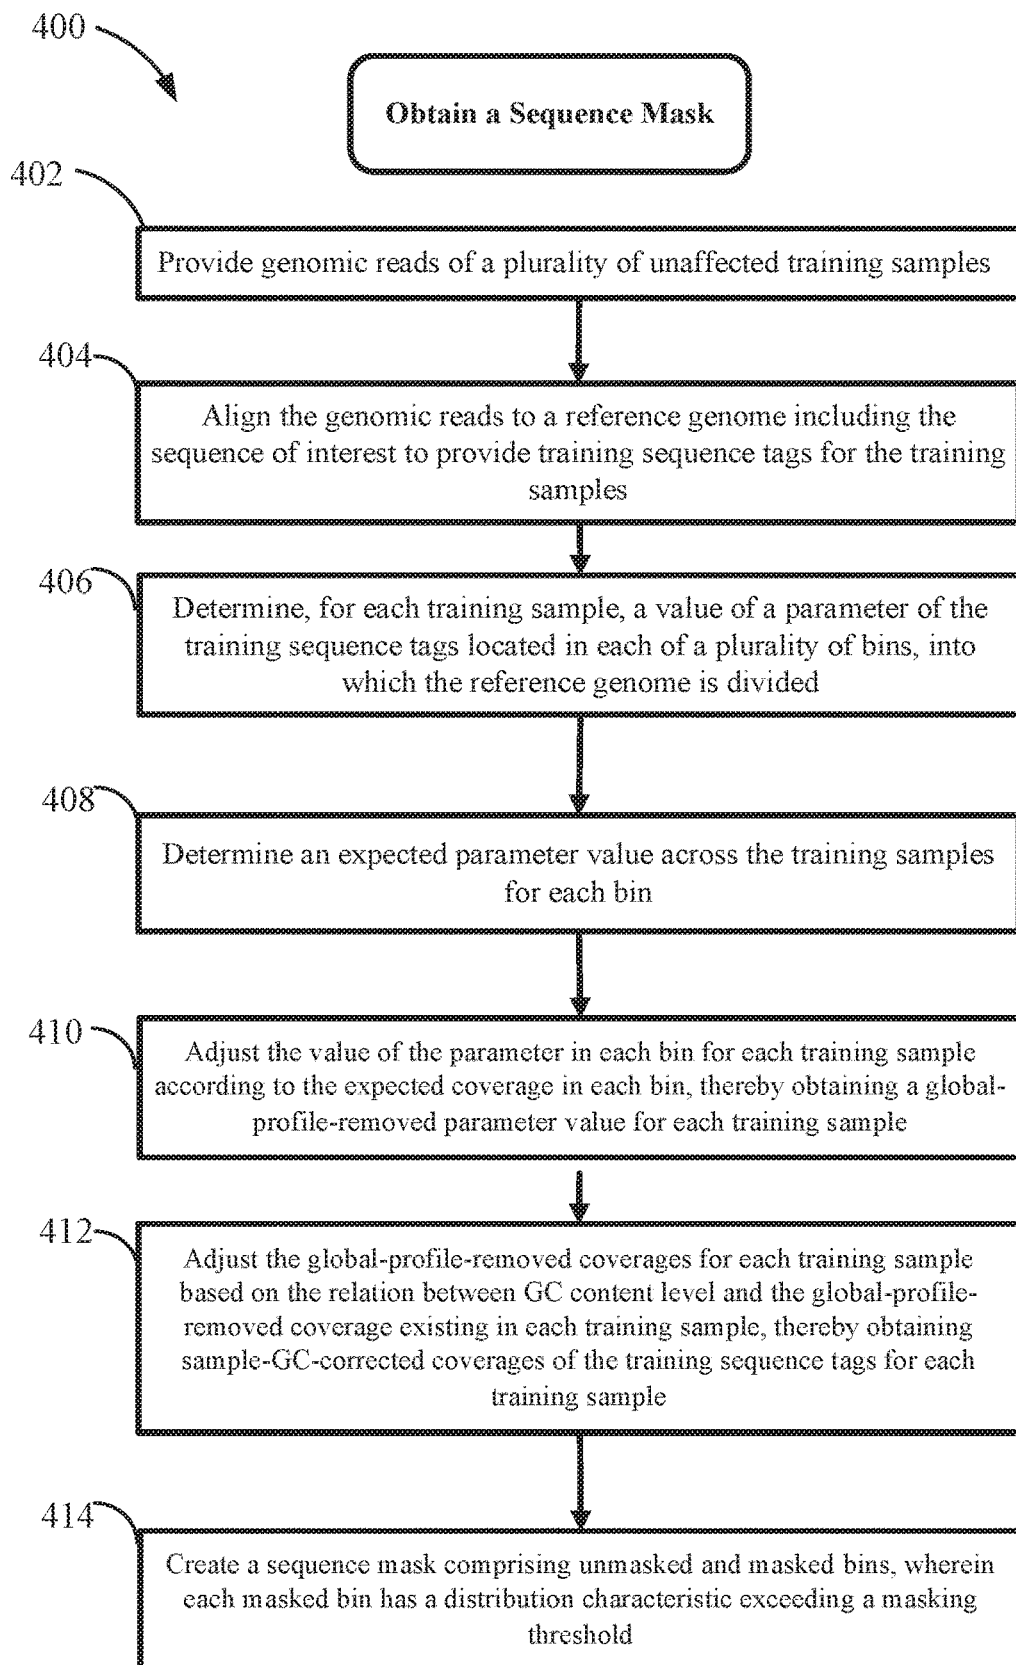 400
Obtain a Sequence Mask
402
Provide genomic reads of a plurality of unaffected training samples
404
Align the genomic reads to a reference genome including the
sequence of interest to provide training sequence tags for the training
samples
406
Determine, for each training sample, a value of a parameter of the
training sequence tags located in each of a plurality of bins, into
which the reference genome is divided
408
Determine an expected parameter value across the training samples
for each bin
410
Adjust the value of the parameter in each bin for each training sample
according to the expected coverage in each bin, thereby obtaining a global-
profile-removed parameter value for each training sample
412
Adjust the global-profile-removed coverages for each training sample
based on the relation between GC content level and the global-profile-
removed coverage existing in each training sample, thereby obtaining
sample-GC-corrected coverages of the training sequence tags for each
training sample
414
Create a sequence mask comprising unmasked and masked bins, wherein
each masked bin has a distribution characteristic exceeding a masking
threshold